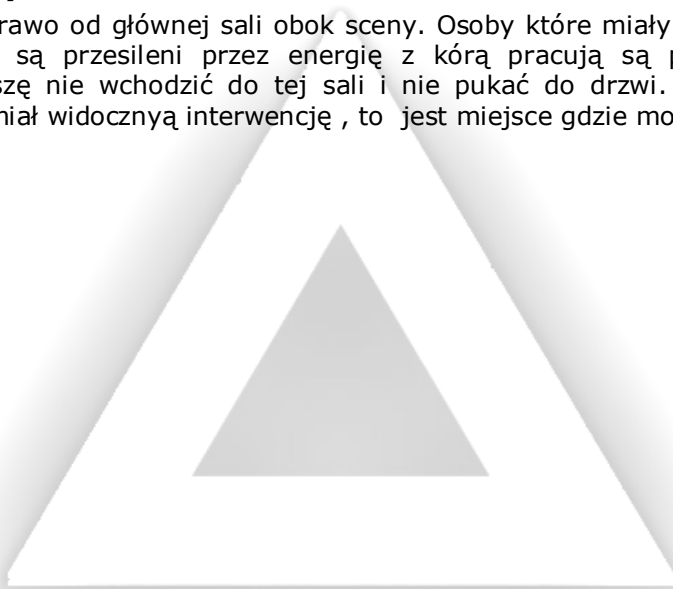 rawo od głównej sali obok sceny. Osoby które miały
są przesileni przez energię z kórą pracują są p
szę nie wchodzić do tej sali i nie pukać do drzwi.
niał widocznyą interwencję , to jest miejsce gdzie mo